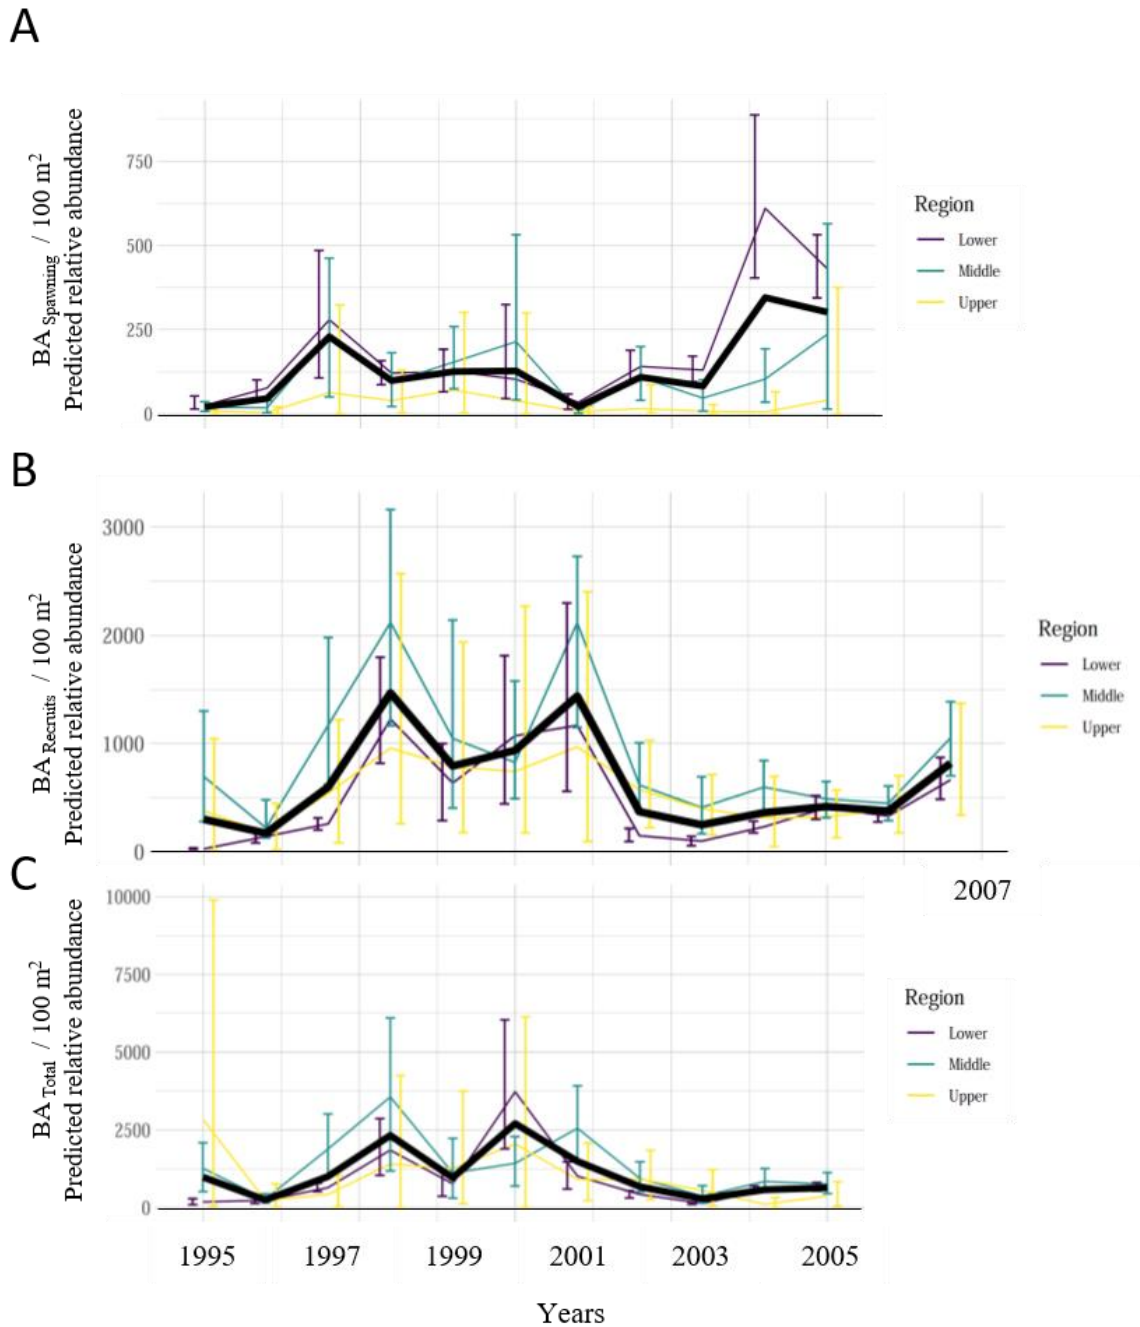 A
BA Spawning / 100 m²
Predicted relative abundance
750
500
250
0
Region
Lower
Middle
Upper
B
BA Recruits / 100 m²
Predicted relative abundance
3000
2000
1000
0
Region
Lower
Middle
Upper
2007
C
BA Total / 100 m²
Predicted relative abundance
10000
7500
5000
2500
0
Region
Lower
Middle
Upper
1995 1997 1999 2001 2003 2005
Years